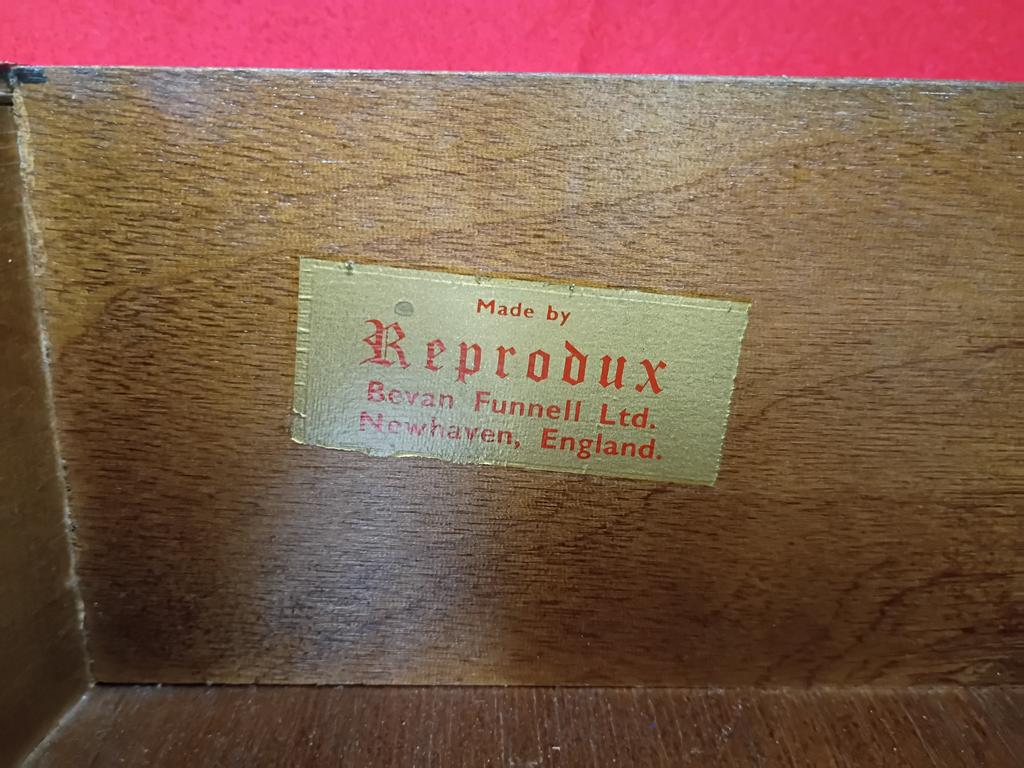 Made by
Reprodux
Bevan Funnell Ltd.
Newhaven, England.